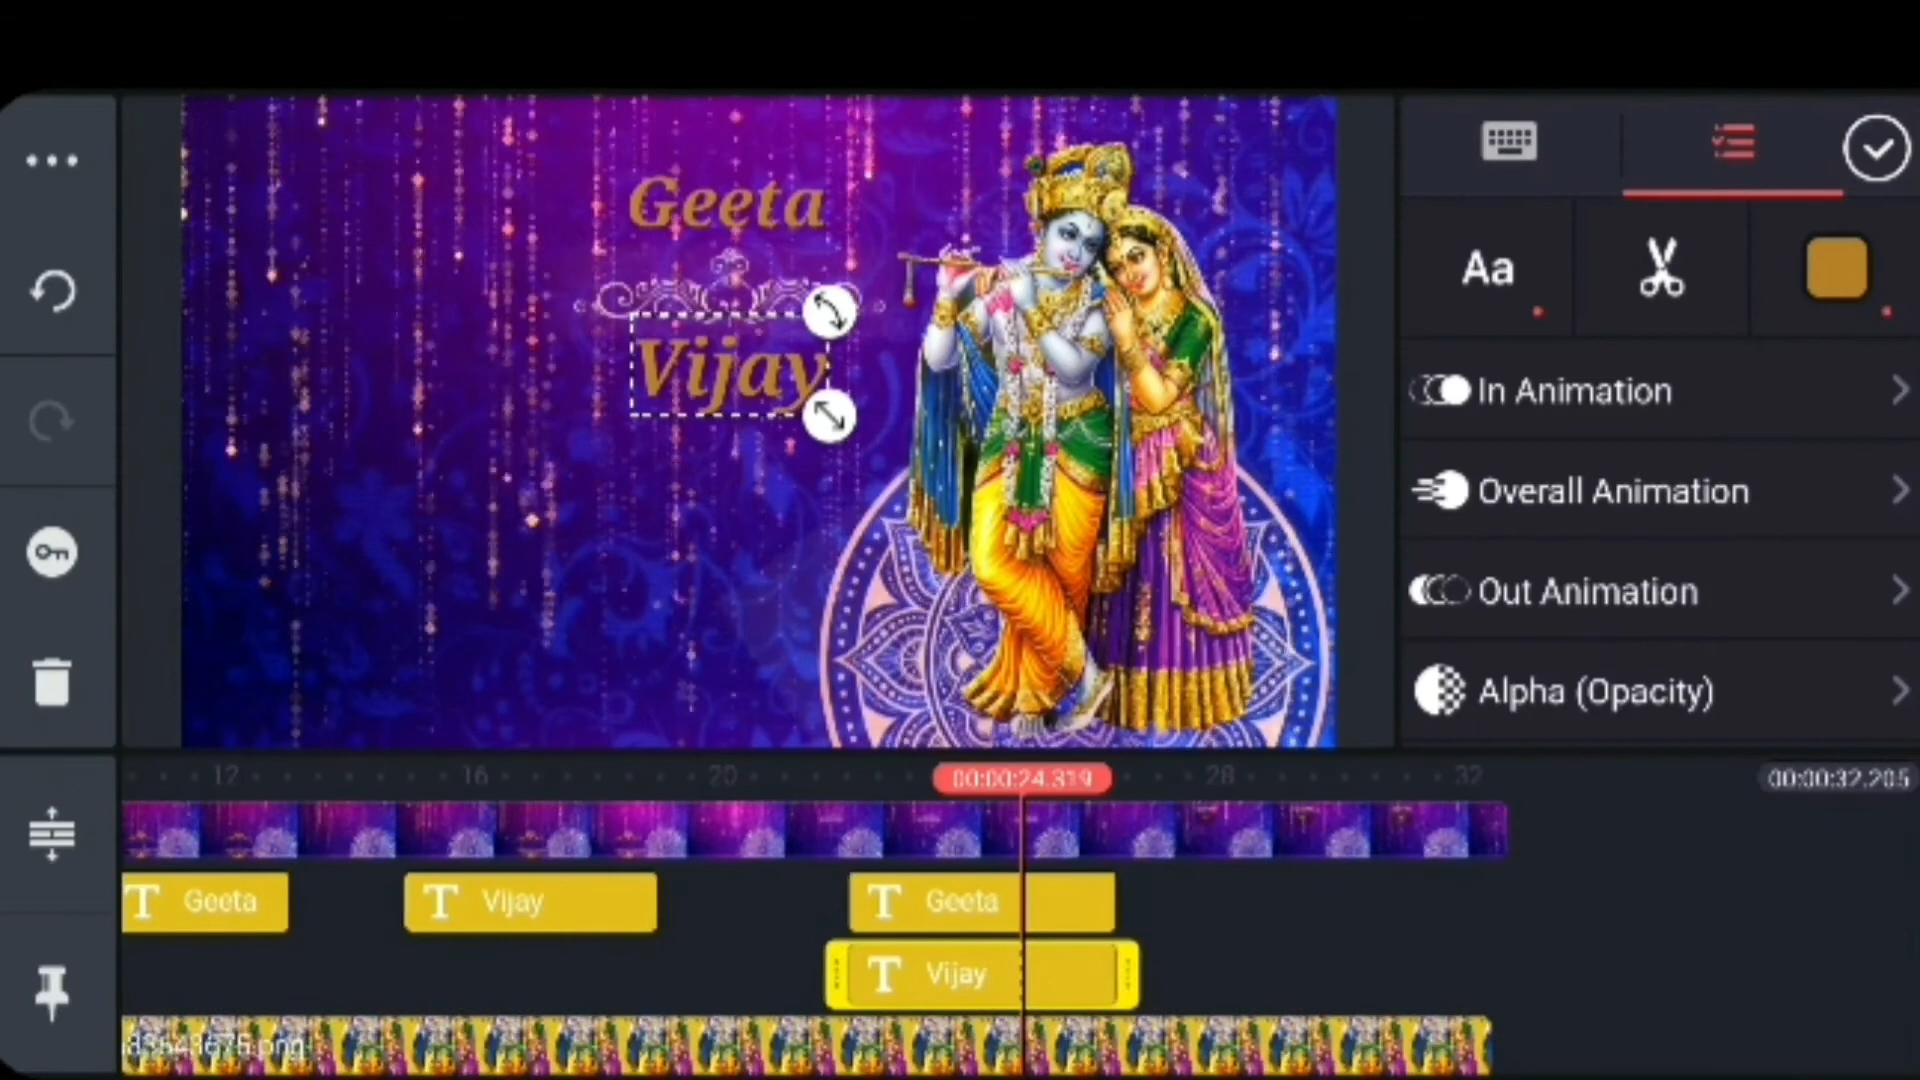 Geeta
Vijay
Aa
In Animation
Overall Animation
Out Animation
Alpha (Opacity)
12
16
20
00:00:24.319
28
32
00:00:32.205
T Geeta
T Vijay
T Geeta
T Vijay